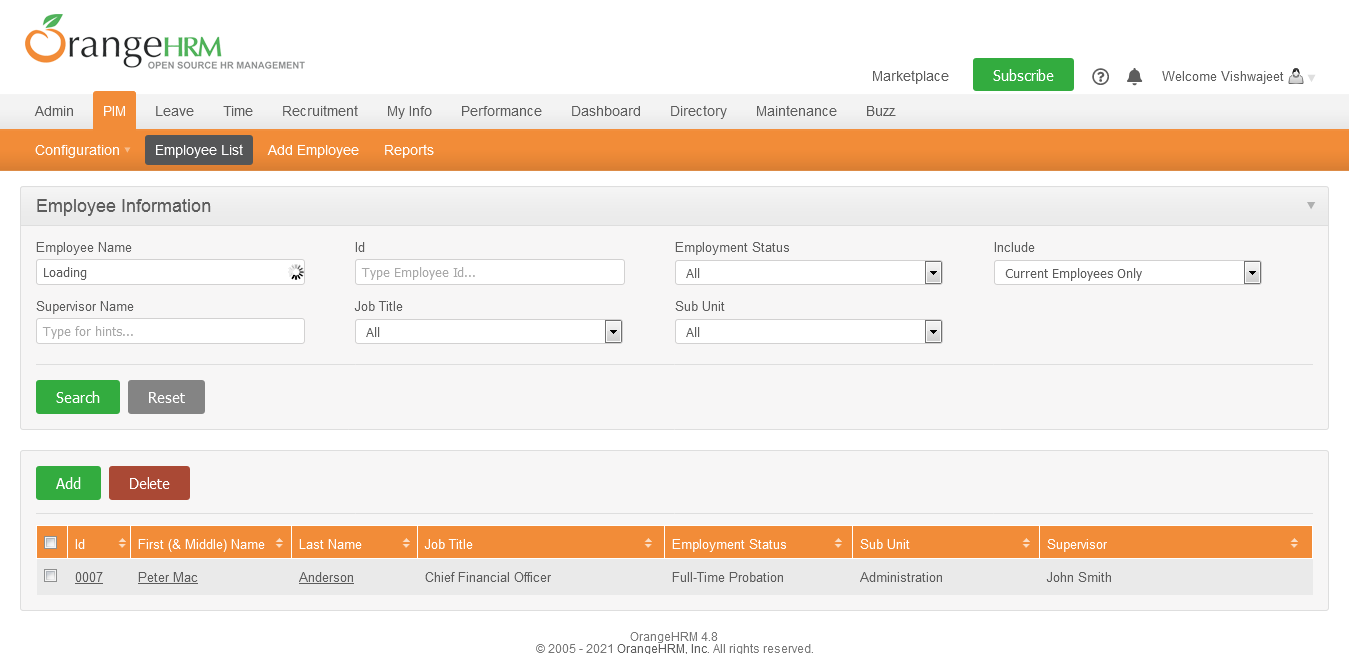 OrangeHRM
OPEN SOURCE HR MANAGEMENT
Marketplace Subscribe Welcome Vishwajeet
Admin PIM Leave Time Recruitment My Info Performance Dashboard Directory Maintenance Buzz
Configuration Employee List Add Employee Reports
Employee Information
Employee Name Id Employment Status Include
Loading Type Employee Id... All Current Employees Only
Supervisor Name Job Title Sub Unit
Type for hints... All All
Search Reset
Add Delete
Id First (& Middle) Name Last Name Job Title Employment Status Sub Unit Supervisor
0007 Peter Mac Anderson Chief Financial Officer Full-Time Probation Administration John Smith
OrangeHRM 4.8
© 2005 - 2021 OrangeHRM, Inc. All rights reserved.